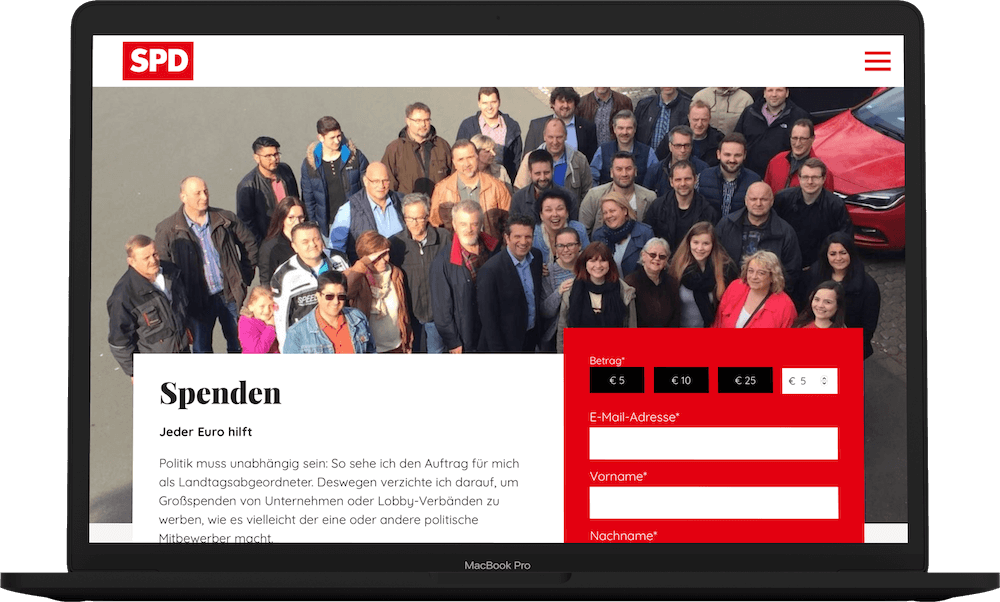 SPD
Spenden
Jeder Euro hilft
Politik muss unabhängig sein: So sehe ich den Auftrag für mich
als Landtagsabgeordneter. Deswegen verzichte ich darauf, um
Großspenden von Unternehmen oder Lobby-Verbänden zu
werben, wie es vielleicht der eine oder andere politische
Mitbewerber macht.
Betrag*
€ 5 € 10 € 25 € 5
E-Mail-Adresse*
Vorname*
Nachname*
MacBook Pro